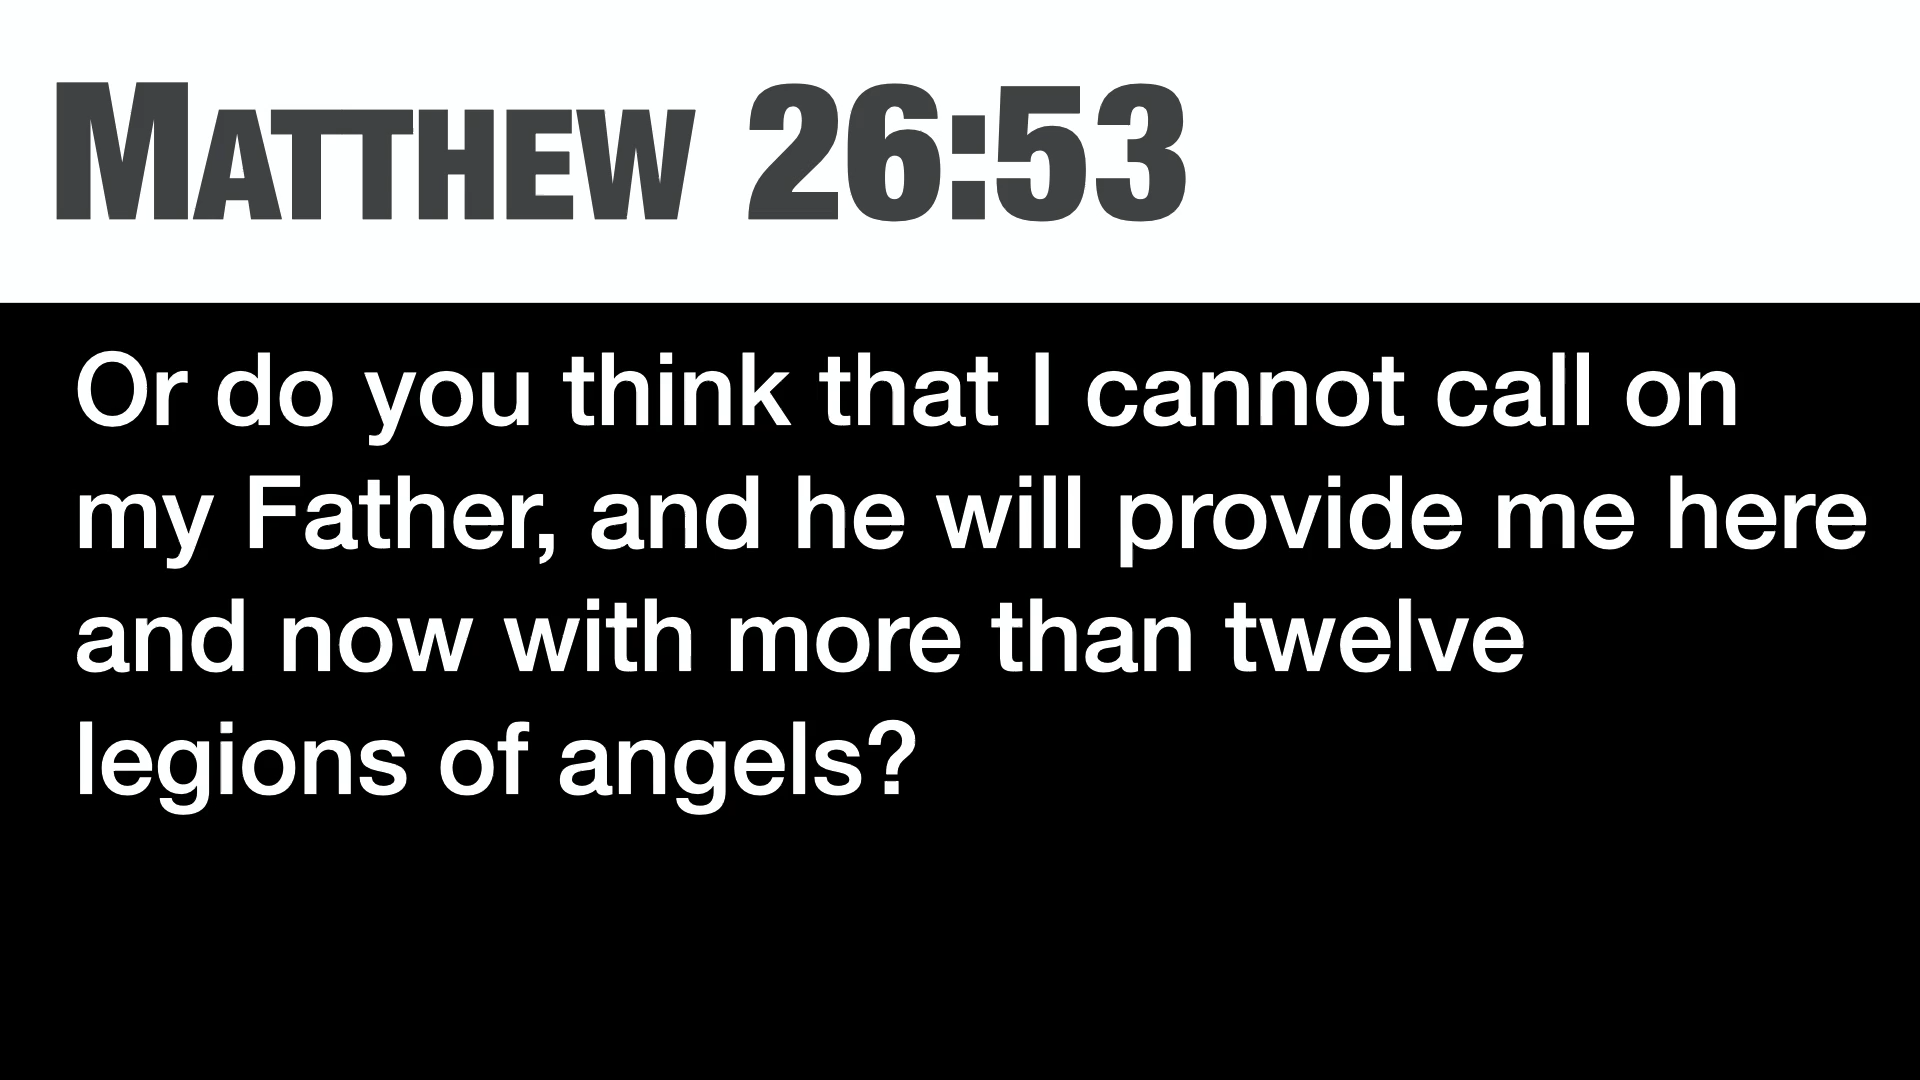 MATTHEW 26:53
Or do you think that I cannot call on
my Father, and he will provide me here
and now with more than twelve
legions of angels?